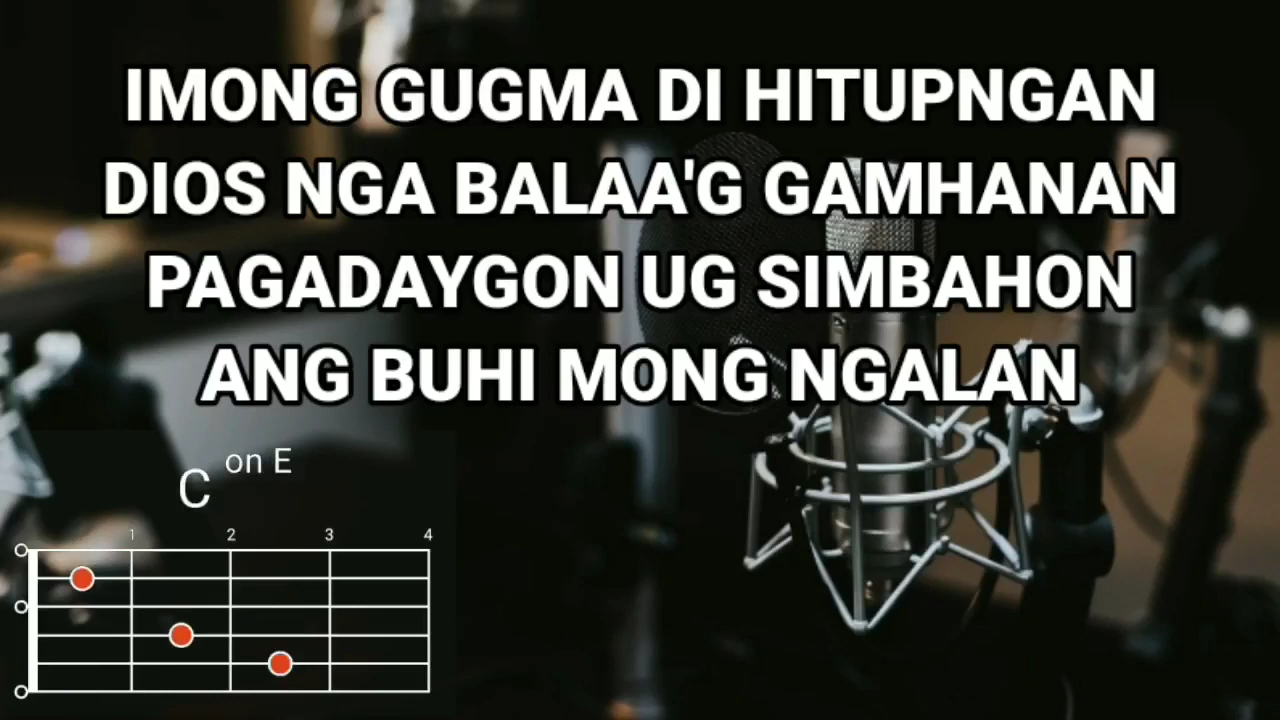 IMONG GUGMA DI HITUPNGAN
DIOS NGA BALAA'G GAMHANAN
PAGADAYGON UG SIMBAHON
ANG BUHI MONG NGALAN
C on E
1 2 3 4